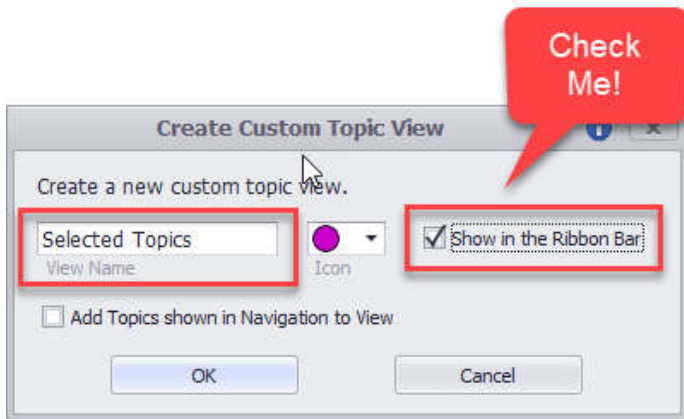 Check
Me!
Create Custom Topic View
Create a new custom topic view.
Selected Topics
Show in the Ribbon Bar
View Name
Icon
Add Topics shown in Navigation to View
OK
Cancel